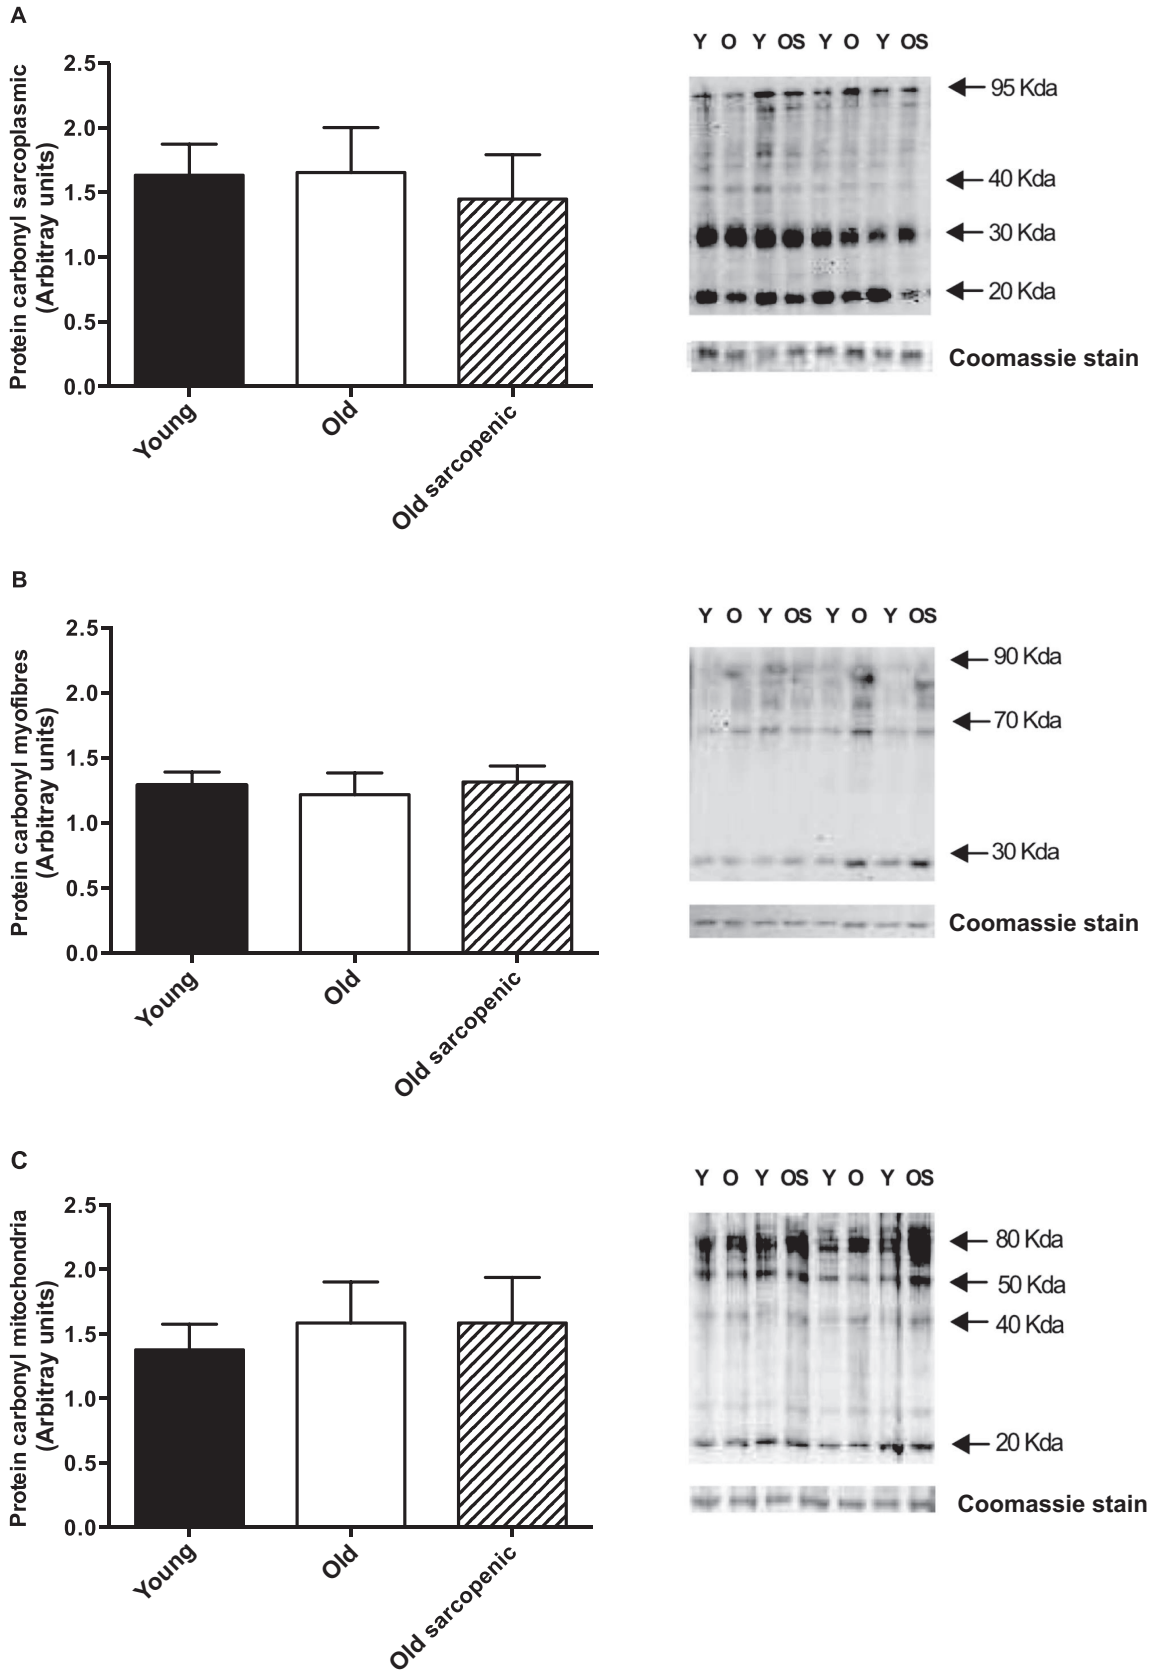 A
Protein carbonyl sarcoplasmic
(Arbitray units)
2.5
2.0
1.5
1.0
0.5
0.0
Young
Old
Old sarcopenic
Y O Y OS Y O Y OS
95 Kda
40 Kda
30 Kda
20 Kda
Coomassie stain
B
Protein carbonyl myofibres
(Arbitray units)
2.5
2.0
1.5
1.0
0.5
0.0
Young
Old
Old sarcopenic
Y O Y OS Y O Y OS
90 Kda
70 Kda
30 Kda
Coomassie stain
C
Protein carbonyl mitochondria
(Arbitray units)
2.5
2.0
1.5
1.0
0.5
0.0
Young
Old
Old sarcopenic
Y O Y OS Y O Y OS
80 Kda
50 Kda
40 Kda
20 Kda
Coomassie stain